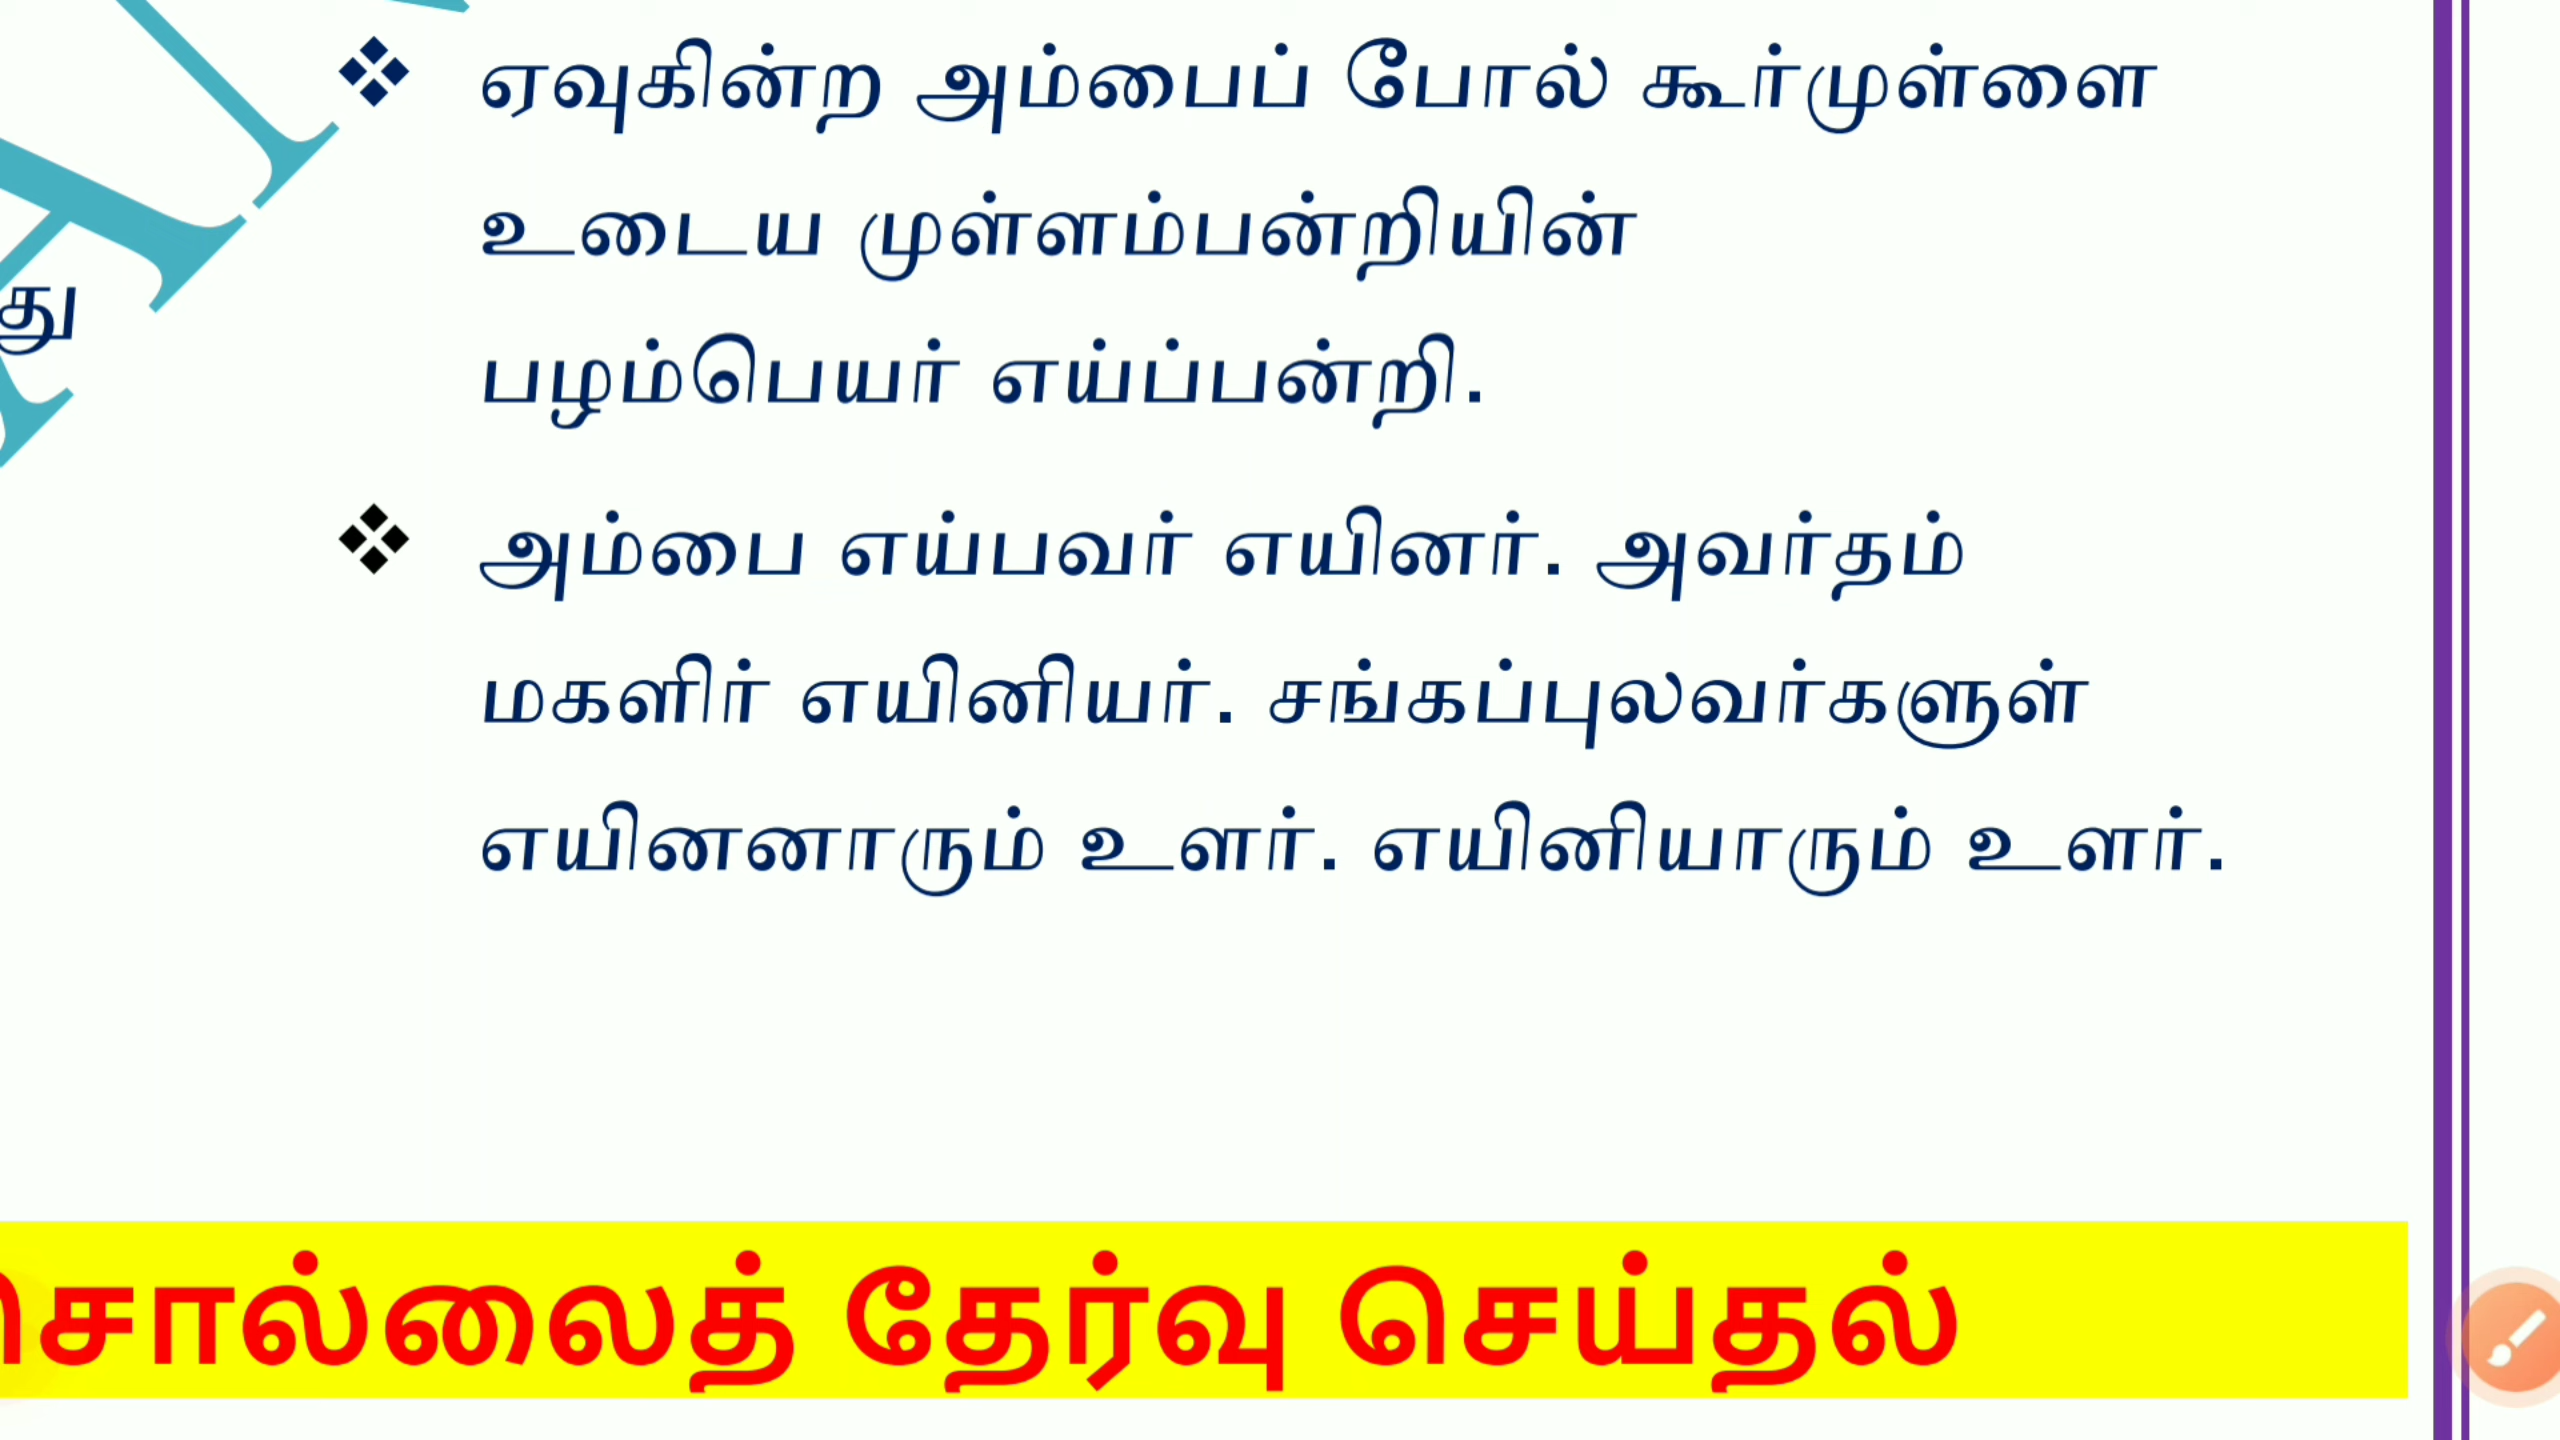 ❖ ஏவுகின்ற அம்பைப் போல் கூர்முள்ளை
உடைய முள்ளம்பன்றியின்
பழம்பெயர் எய்ப்பன்றி.
❖ அம்பை எய்பவர் எயினர். அவர்தம்
மகளிர் எயினியர். சங்கப்புலவர்களுள்
எயினனாரும் உளர். எயினியாரும் உளர்.
சொல்லைத் தேர்வு செய்தல்